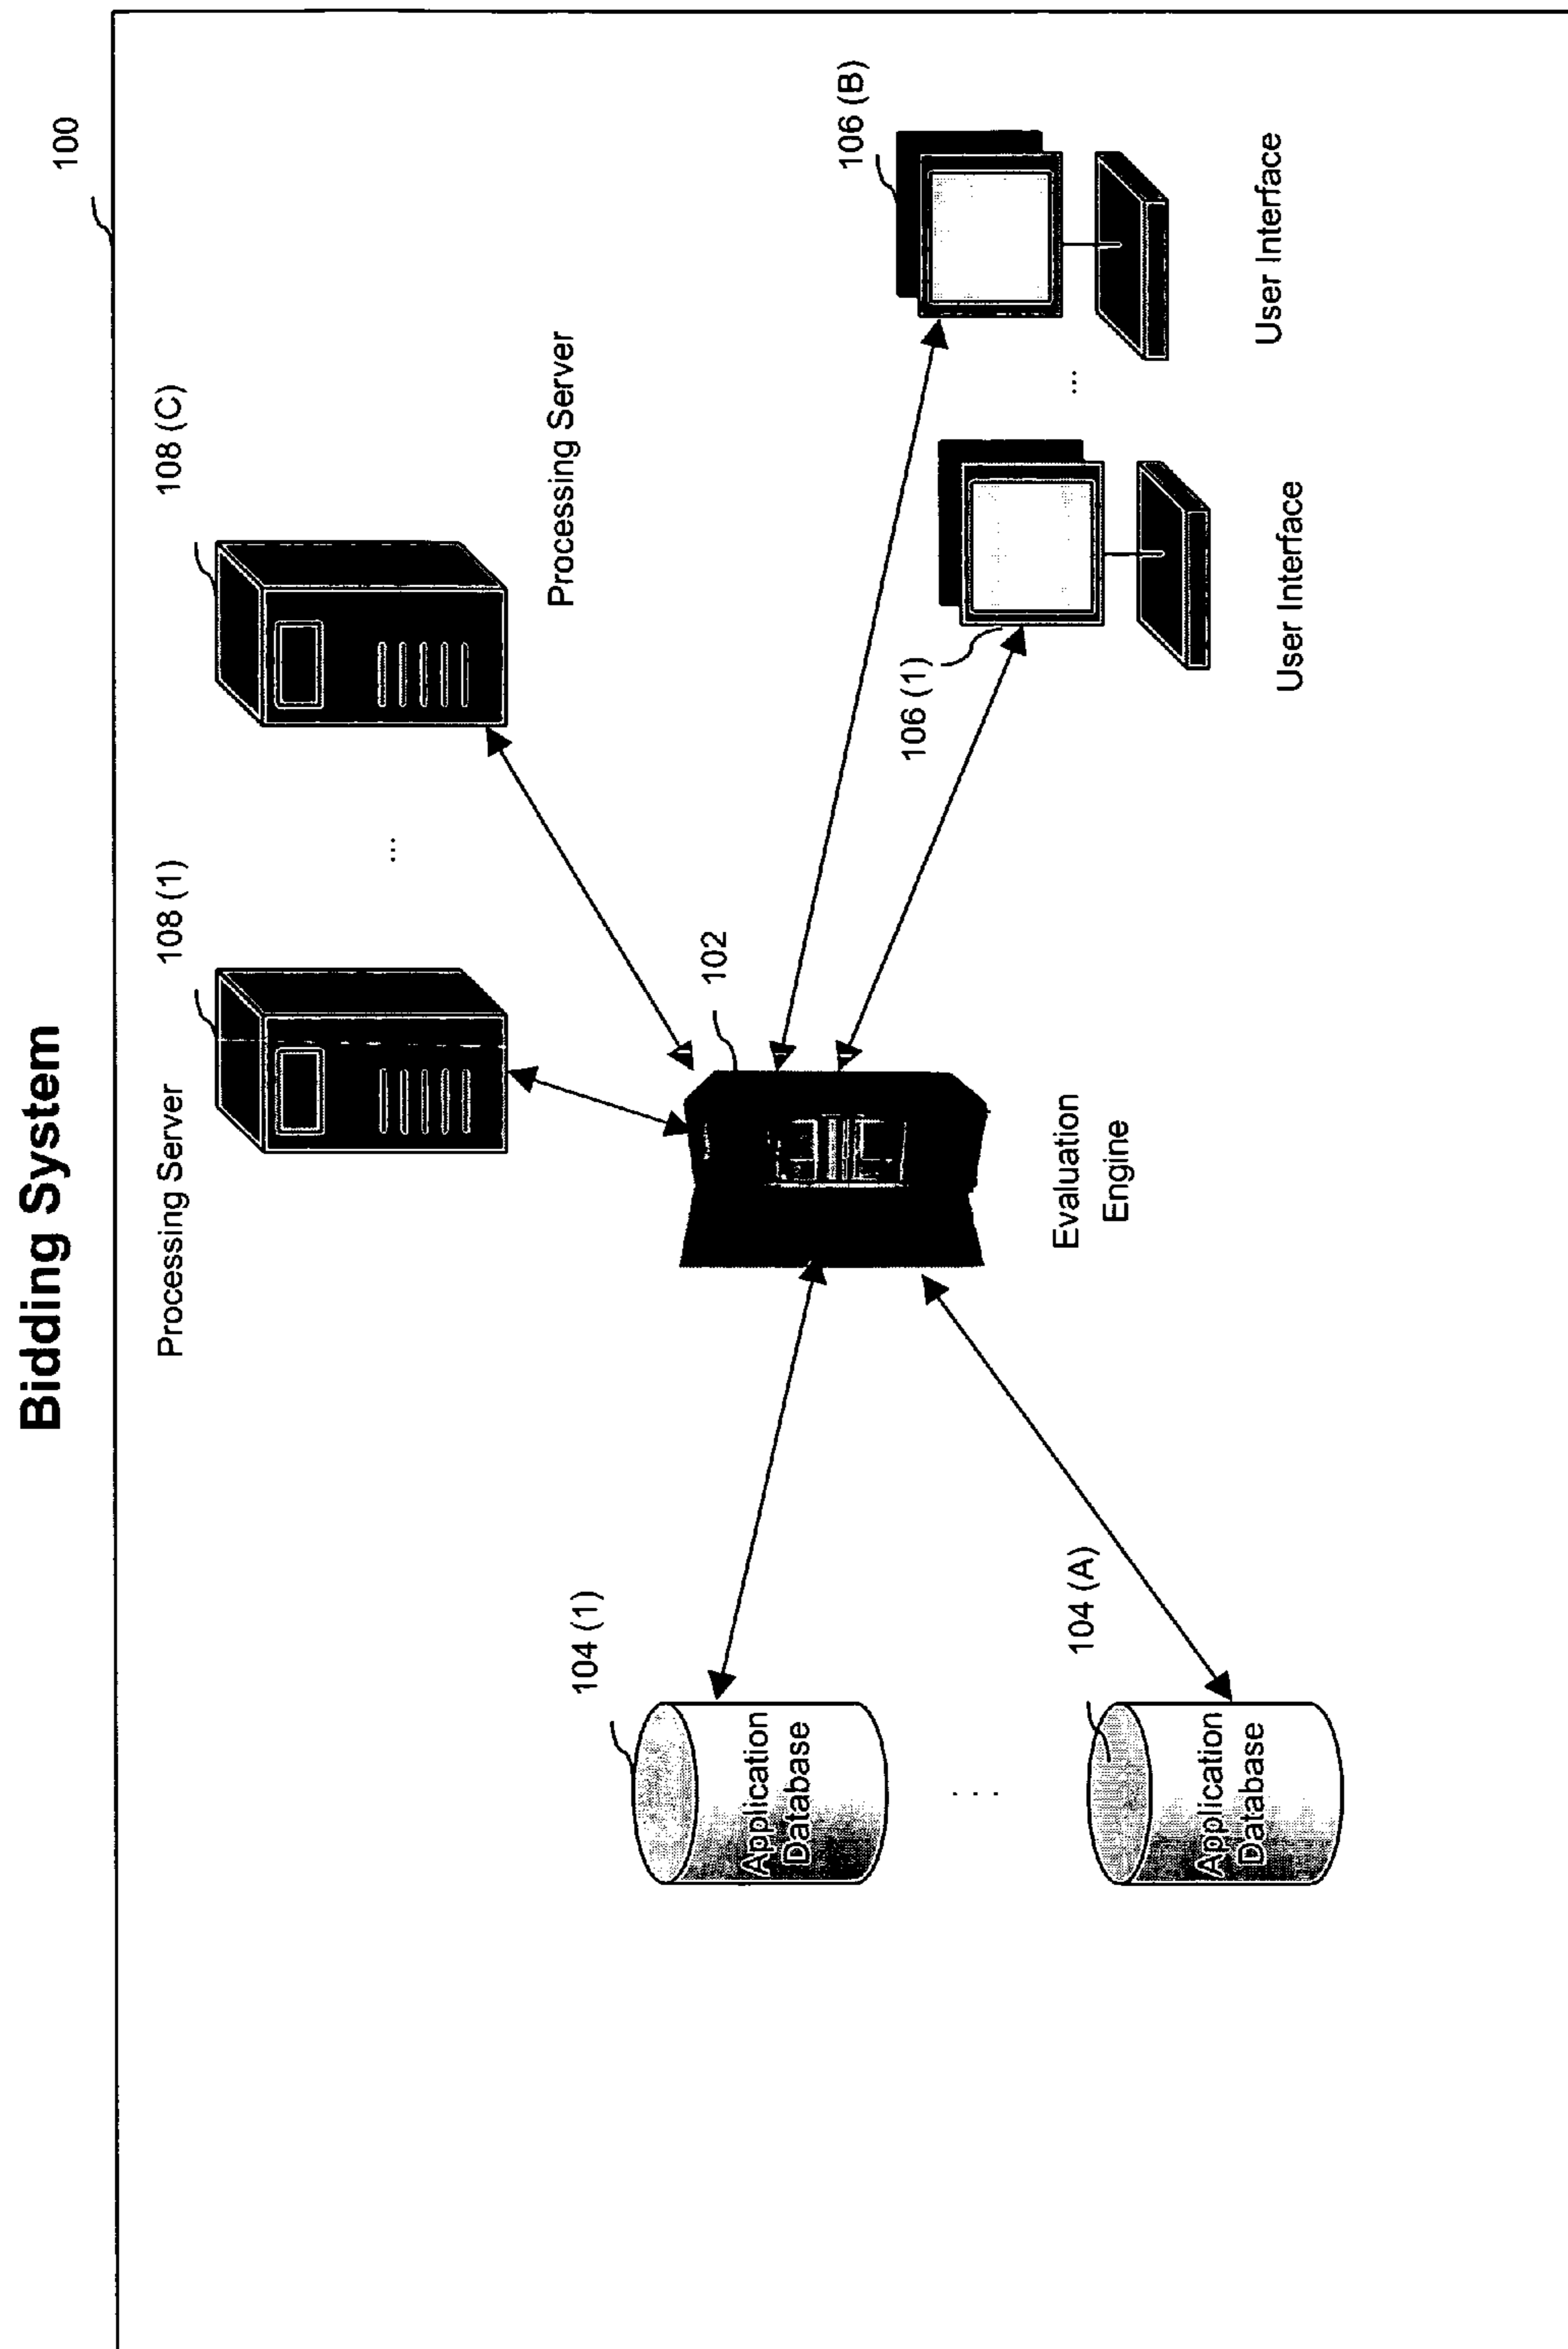 Bidding System
100
Processing Server
108 (1)
...
108 (C)
Processing Server
104 (1)
Application
Database
. . .
104 (A)
Application
Database
102
Evaluation
Engine
106 (1)
User Interface
...
106 (B)
User Interface